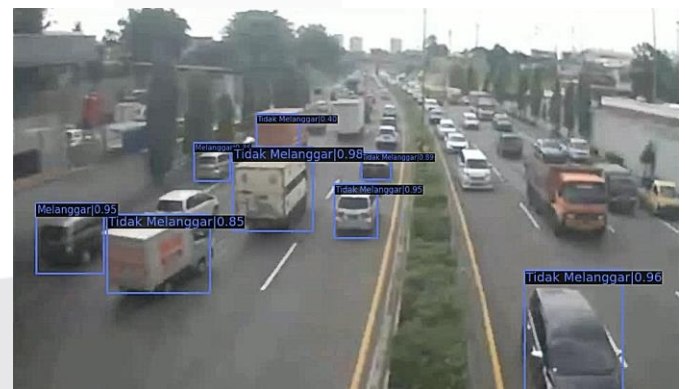 Tidak Melanggar|0.40
Melanggar
Tidak Melanggar|0.98
Tidak Melanggar|0.89
Tidak Melanggar|0.95
Melanggar|0.95
Tidak Melanggar|0.85
Tidak Melanggar|0.96